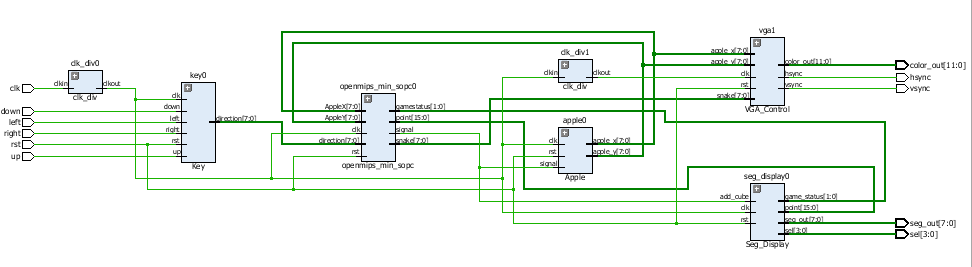 clk
down
left
right
rst
up
clk_div0
clkin
clkout
clk_div
key0
clk
down
left
right
rst
up
direction[7:0]
Key
openmips_min_sopc0
AppleX[7:0]
AppleY[7:0]
clk
direction[7:0]
rst
gamestatus[1:0]
point[15:0]
signal
snake[7:0]
openmips_min_sopc
clk_div1
clkin
clkout
clk_div
apple0
clk
rst
signal
apple_x[7:0]
apple_y[7:0]
Apple
vga1
apple_x[7:0]
apple_y[7:0]
clk
rst
snake[7:0]
color_out[11:0]
hsync
vsync
VGA_Control
seg_display0
add_cube
clk
rst
game_status[1:0]
point[15:0]
seg_out[7:0]
sel[3:0]
Seg_Display
color_out[11:0]
hsync
vsync
seg_out[7:0]
sel[3:0]